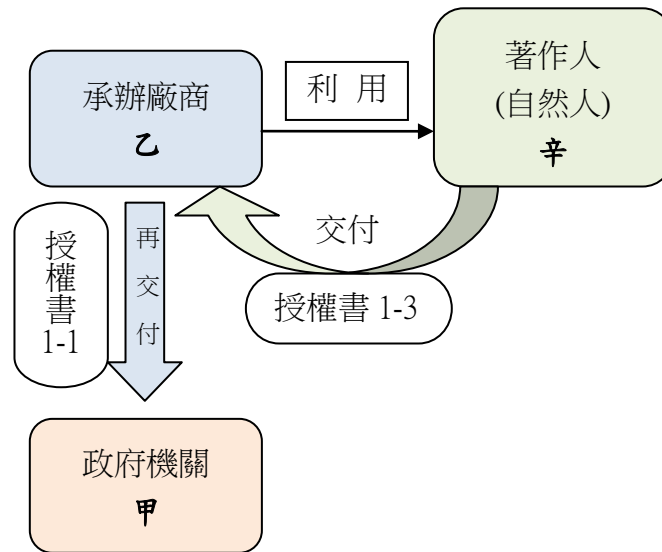 承辦廠商
乙
利 用
著作人
(自然人)
辛
交付
授權書 1-3
授
權
書
1-1
再
交
付
政府機關
甲